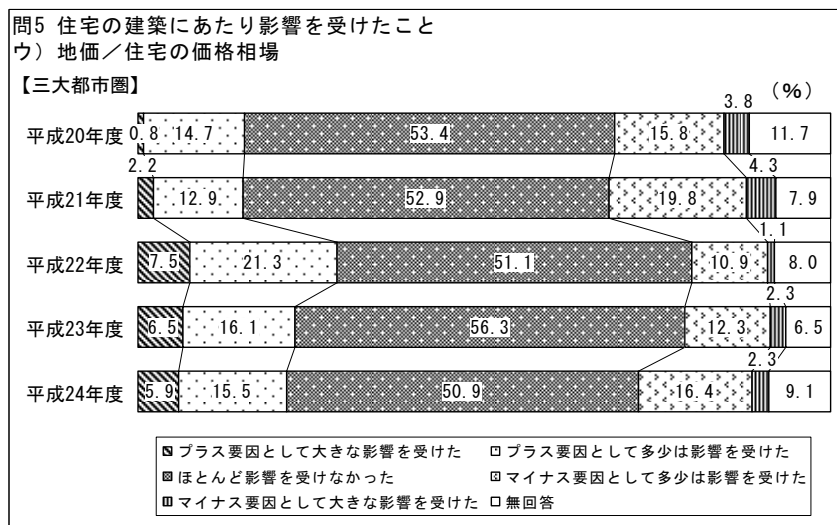 問5 住宅の建築にあたり影響を受けたこと
ウ) 地価／住宅の価格相場
【三大都市圏】
(%)
3.8
平成20年度 0.8 14.7 53.4 15.8 11.7
2.2 4.3
平成21年度 12.9 52.9 19.8 7.9
1.1
平成22年度 7.5 21.3 51.1 10.9 8.0
2.3
平成23年度 6.5 16.1 56.3 12.3 6.5
2.3
平成24年度 5.9 15.5 50.9 16.4 9.1
プラス要因として大きな影響を受けた プラス要因として多少は影響を受けた
ほとんど影響を受けなかった マイナス要因として多少は影響を受けた
マイナス要因として大きな影響を受けた 無回答